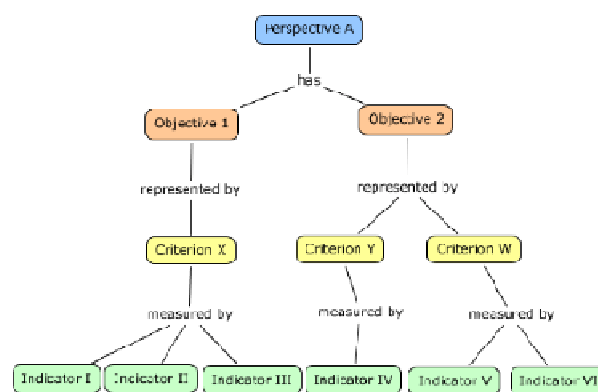 Perspective A
has
Objective 1
Objective 2
represented by
represented by
Criterion X
Criterion Y
Criterion W
measured by
measured by
measured by
Indicator I
Indicator II
Indicator III
Indicator IV
Indicator V
Indicator VI